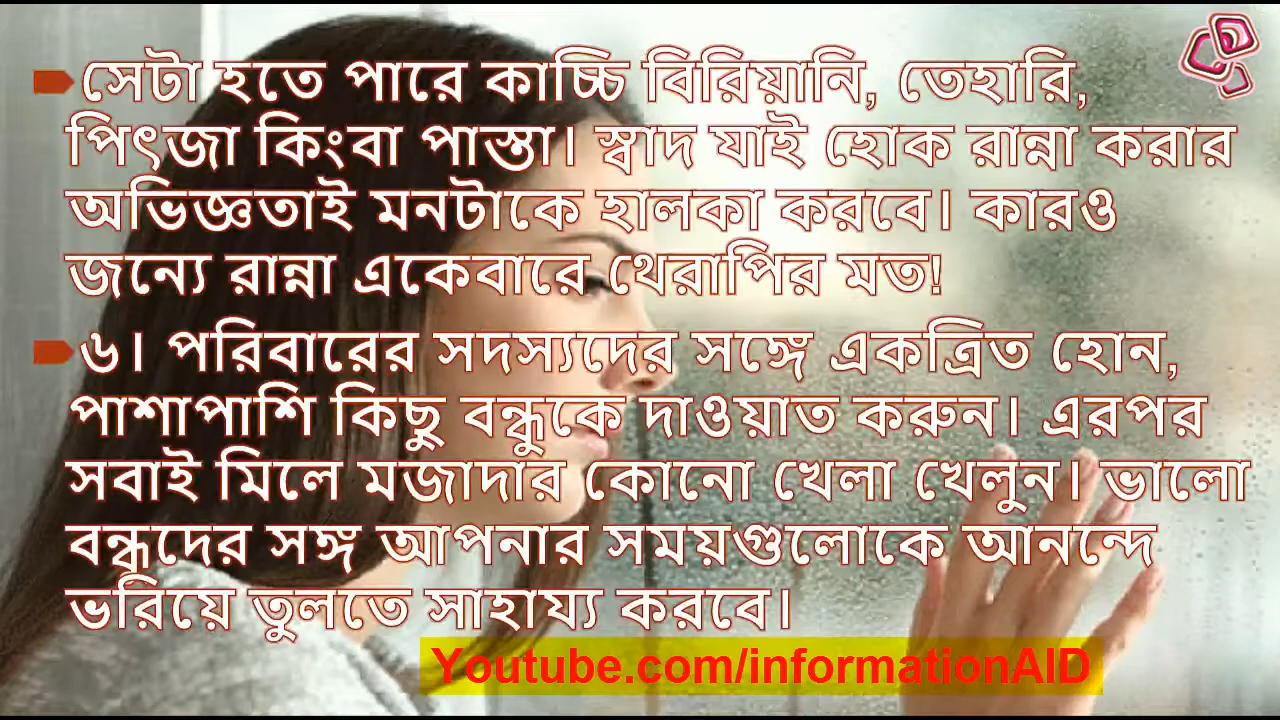 সেটা হতে পারে কাচ্চি বিরিয়ানি, তেহারি,
পিৎজা কিংবা পাস্তা। স্বাদ যাই হোক রান্না করার
অভিজ্ঞতাই মনটাকে হালকা করবে। কারও
জন্যে রান্না একেবারে থেরাপির মত!
৬। পরিবারের সদস্যদের সঙ্গে একত্রিত হোন,
পাশাপাশি কিছু বন্ধুকে দাওয়াত করুন। এরপর
সবাই মিলে মজাদার কোনো খেলা খেলুন। ভালো
বন্ধদের সঙ্গ আপনার সময়গুলোকে আনন্দে
ভরিয়ে তুলতে সাহায্য করবে।
Youtube.com/informationAID